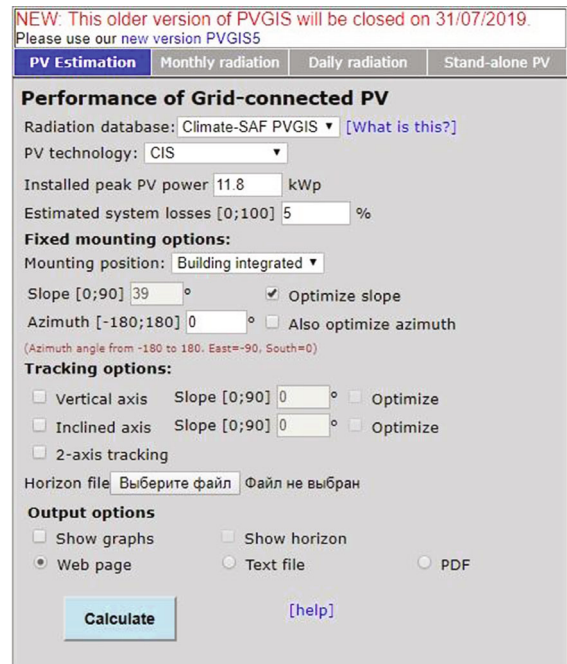 NEW: This older version of PVGIS will be closed on 31/07/2019.
Please use our new version PVGIS5
PV Estimation Monthly radiation Daily radiation Stand-alone PV
Performance of Grid-connected PV
Radiation database: Climate-SAF PVGIS [What is this?]
PV technology: CIS
Installed peak PV power 11.8 kWp
Estimated system losses [0;100] 5 %
Fixed mounting options:
Mounting position: Building integrated
Slope [0;90] 39 ° Optimize slope
Azimuth [-180;180] 0 ° Also optimize azimuth
(Azimuth angle from -180 to 180. East=-90, South=0)
Tracking options:
Vertical axis Slope [0;90] 0 ° Optimize
Inclined axis Slope [0;90] 0 ° Optimize
2-axis tracking
Horizon file Выберите файл Файл не выбран
Output options
Show graphs Show horizon
Web page Text file PDF
Calculate [help]